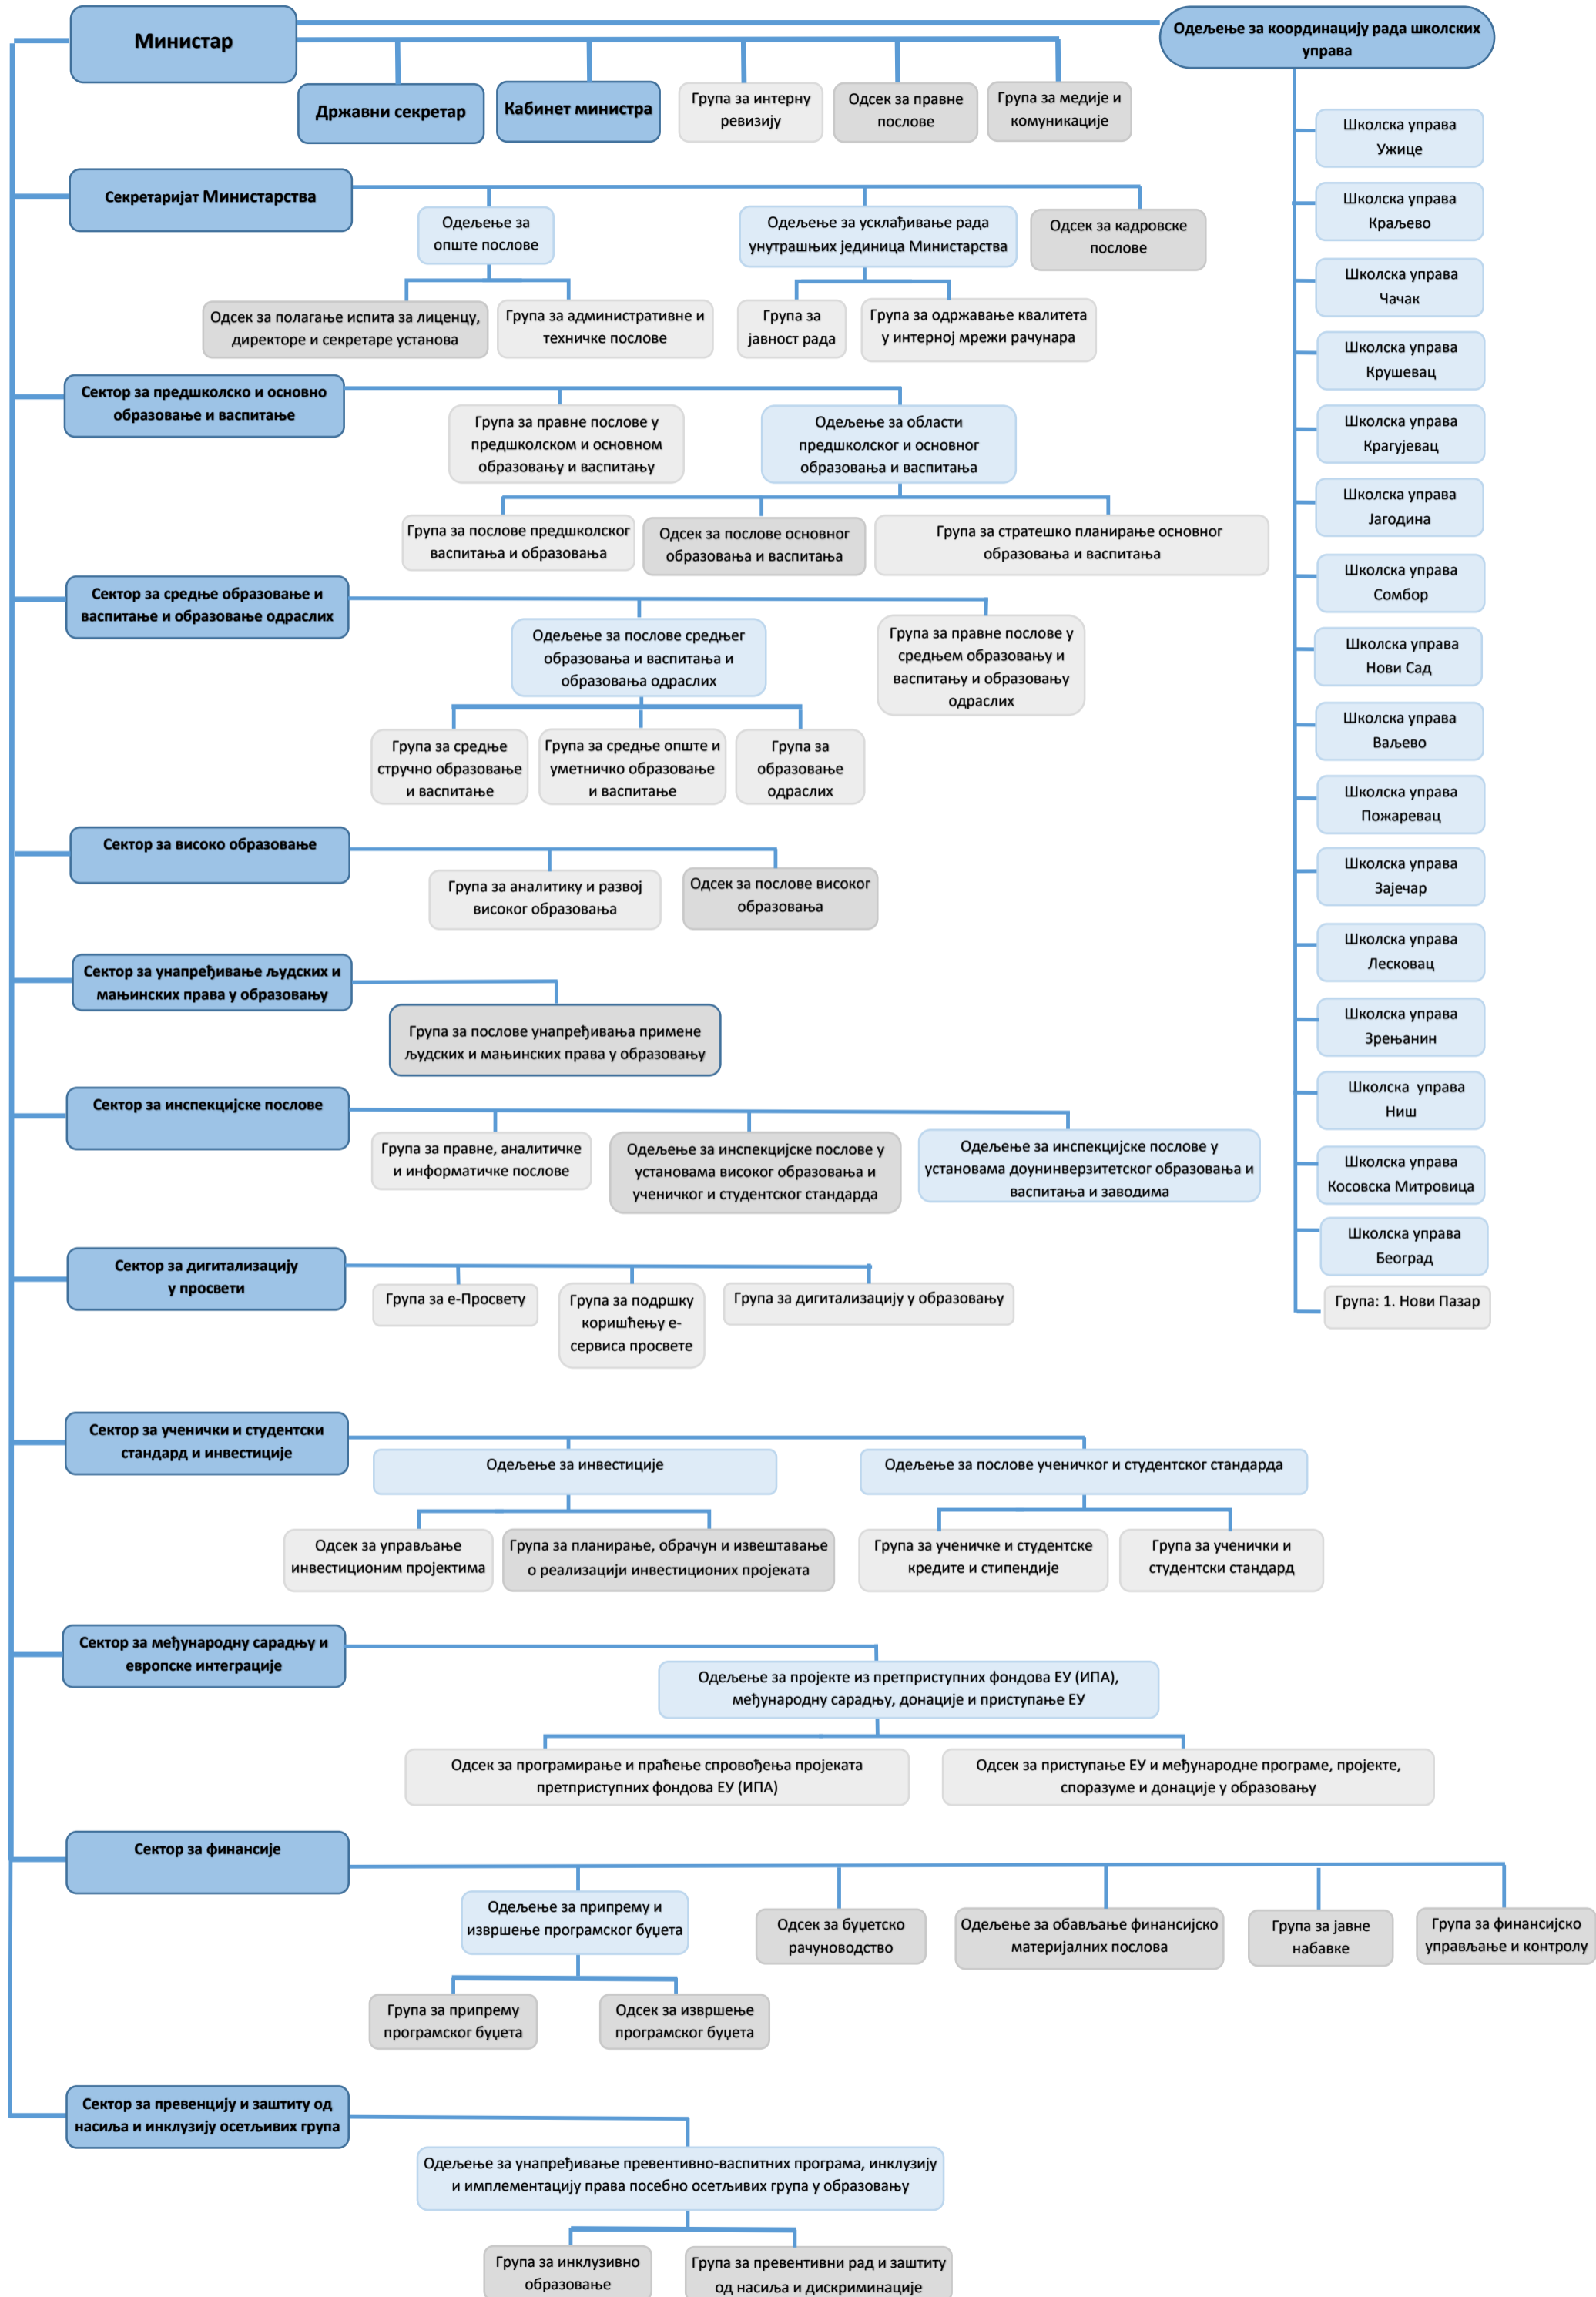 Министар
Одељење за координацију рада школских
управа
Државни секретар
Кабинет министра
Група за интерну
ревизију
Одсек за правне
послове
Група за медије и
комуникације
Школска управа
Ужице
Школска управа
Краљево
Школска управа
Чачак
Школска управа
Крушевац
Школска управа
Крагујевац
Школска управа
Јагодина
Школска управа
Сомбор
Школска управа
Нови Сад
Школска управа
Ваљево
Школска управа
Пожаревац
Школска управа
Зајечар
Школска управа
Лесковац
Школска управа
Зрењанин
Школска управа
Ниш
Школска управа
Косовска Митровица
Школска управа
Београд
Група: 1. Нови Пазар
Секретаријат Министарства
Одељење за
опште послове
Одељење за усклађивање рада
унутрашњих јединица Министарства
Одсек за кадровске
послове
Одсек за полагање испита за лиценцу,
директоре и секретаре установа
Група за административне и
техничке послове
Група за
јавност рада
Група за одржавање квалитета
у интерној мрежи рачунара
Сектор за предшколско и основно
образовање и васпитање
Група за правне послове у
предшколском и основном
образовању и васпитању
Одељење за области
предшколског и основног
образовања и васпитања
Група за послове предшколског
васпитања и образовања
Одсек за послове основног
образовања и васпитања
Група за стратешко планирање основног
образовања и васпитања
Сектор за средње образовање и
васпитање и образовање одраслих
Одељење за послове средњег
образовања и васпитања и
образовања одраслих
Група за правне послове у
средњем образовању и
васпитању и образовању
одраслих
Група за средње
стручно образовање
и васпитање
Група за средње опште и
уметничко образовање
и васпитање
Група за
образовање
одраслих
Сектор за високо образовање
Група за аналитику и развој
високог образовања
Одсек за послове високог
образовања
Сектор за унапређивање људских и
мањинских права у образовању
Група за послове унапређивања примене
људских и мањинских права у образовању
Сектор за инспекцијске послове
Група за правне, аналитичке
и информатичке послове
Одељење за инспекцијске послове у
установама високог образовања и
ученичког и студентског стандарда
Одељење за инспекцијске послове у
установама доунинверзитетског образовања и
васпитања и заводима
Сектор за дигитализацију
у просвети
Група за е-Просвету
Група за подршку
коришћењу е-
сервиса просвете
Група за дигитализацију у образовању
Сектор за ученички и студентски
стандард и инвестиције
Одељење за инвестиције
Одељење за послове ученичког и студентског стандарда
Одсек за управљање
инвестиционим пројектима
Група за планирање, обрачун и извештавање
о реализацији инвестиционих пројеката
Група за ученичке и студентске
кредите и стипендије
Група за ученички и
студентски стандард
Сектор за међународну сарадњу и
европске интеграције
Одељење за пројекте из претприступних фондова ЕУ (ИПА),
међународну сарадњу, донације и приступање ЕУ
Одсек за програмирање и праћење спровођења пројеката
претприступних фондова ЕУ (ИПА)
Одсек за приступање ЕУ и међународне програме, пројекте,
споразуме и донације у образовању
Сектор за финансије
Одељење за припрему и
извршење програмског буџета
Одсек за буџетско
рачуноводство
Одељење за обављање финансијско
материјалних послова
Група за јавне
набавке
Група за финансијско
управљање и контролу
Група за припрему
програмског буџета
Одсек за извршење
програмског буџета
Сектор за превенцију и заштиту од
насиља и инклузију осетљивих група
Одељење за унапређивање превентивно-васпитних програма, инклузију
и имплементацију права посебно осетљивих група у образовању
Група за инклузивно
образовање
Група за превентивни рад и заштиту
од насиља и дискриминације